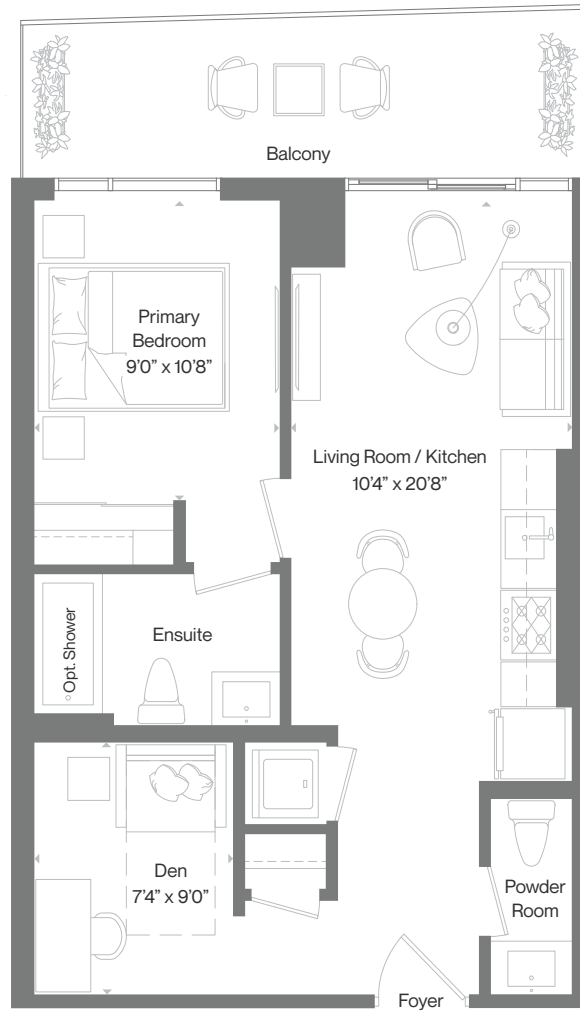 Balcony
Primary
Bedroom
9’0” x 10’8”
Living Room / Kitchen
10’4” x 20’8”
Opt. Shower
Ensuite
Den
7’4” x 9’0”
Powder
Room
Foyer